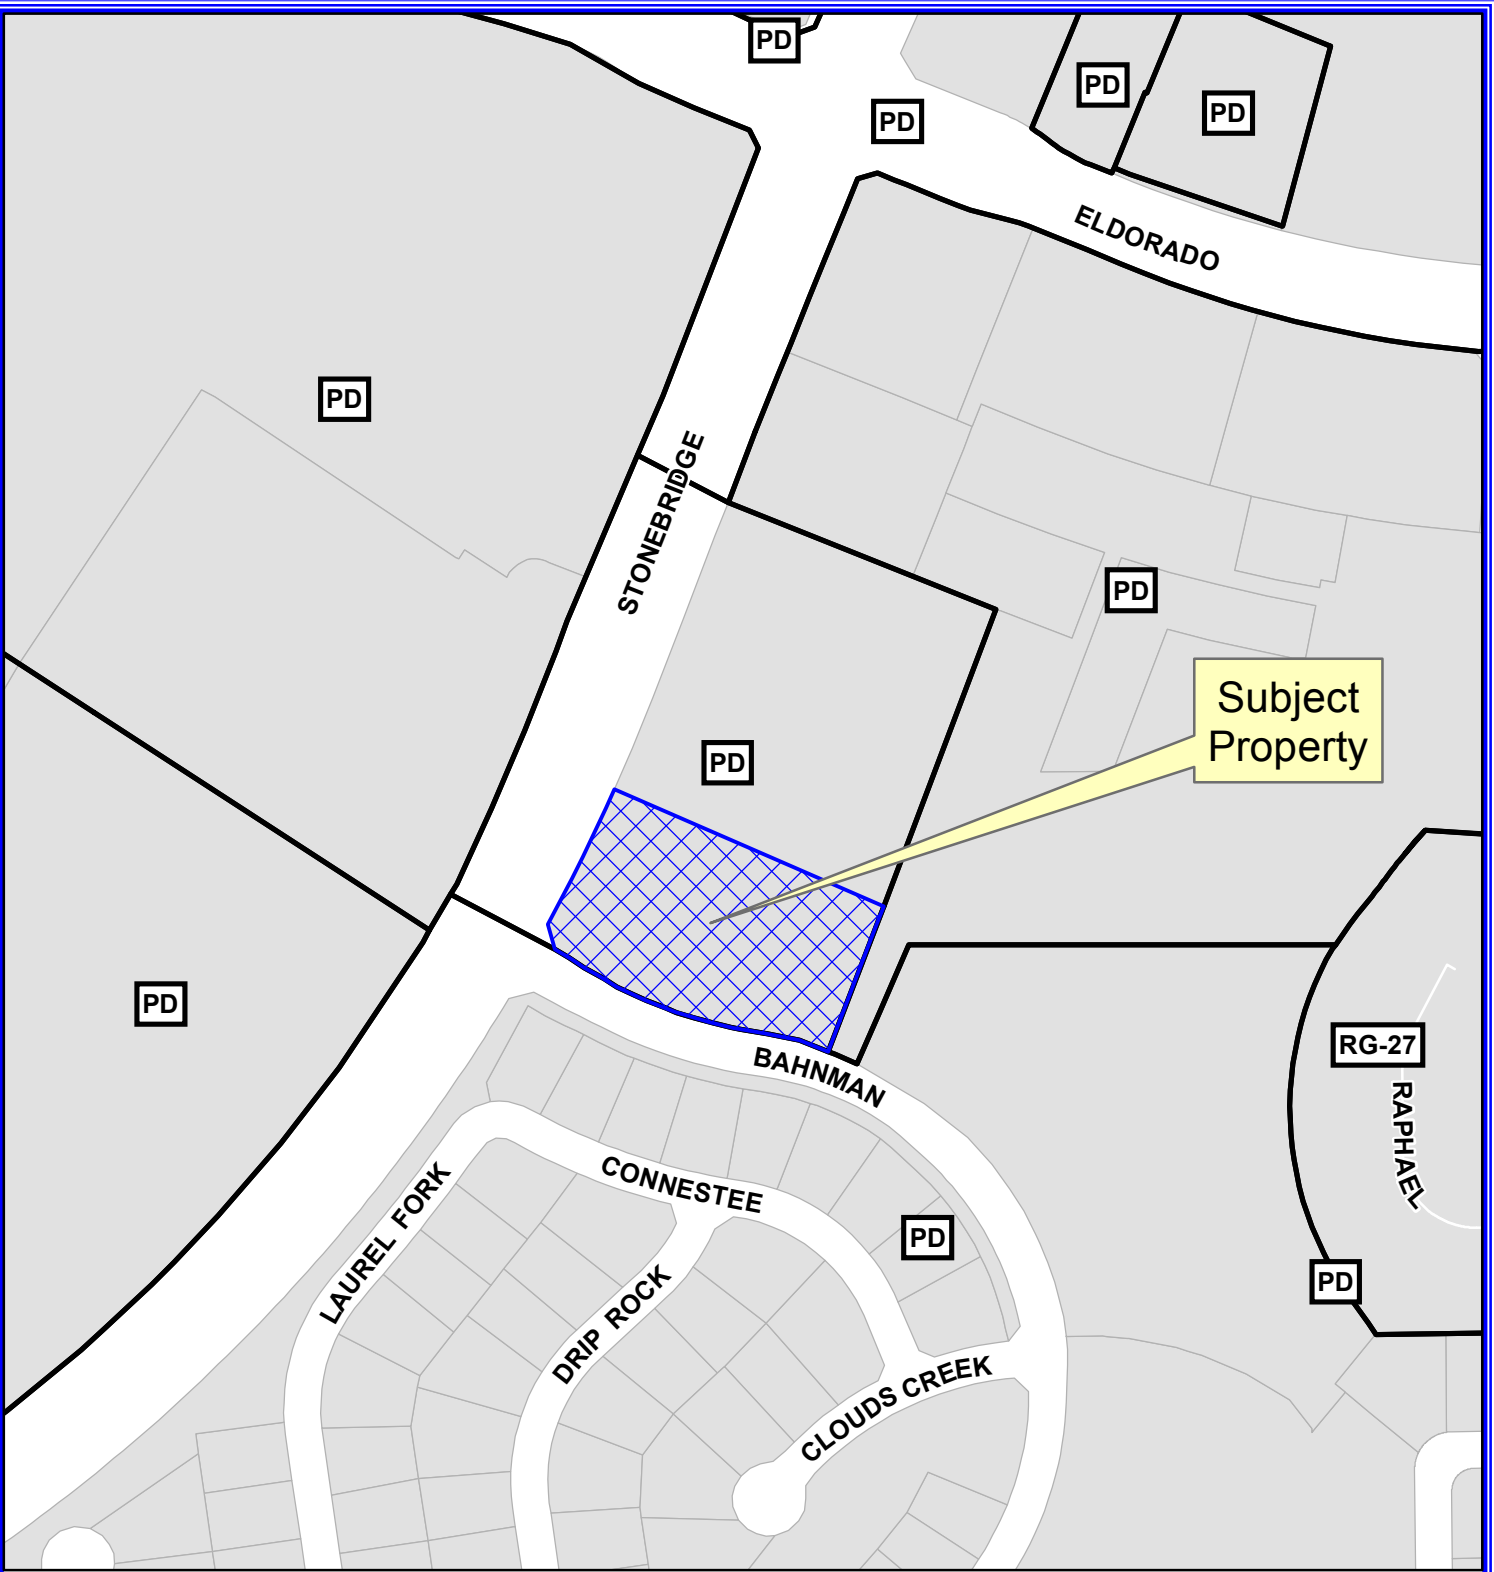 PD
PD
PD
PD
ELDORADO
PD
STONEBRIDGE
PD
Subject
Property
PD
PD
RG-27
BAHNMAN
RAPHAEL
CONNESTEE
LAUREL FORK
PD
DRIP ROCK
PD
CLOUDS CREEK